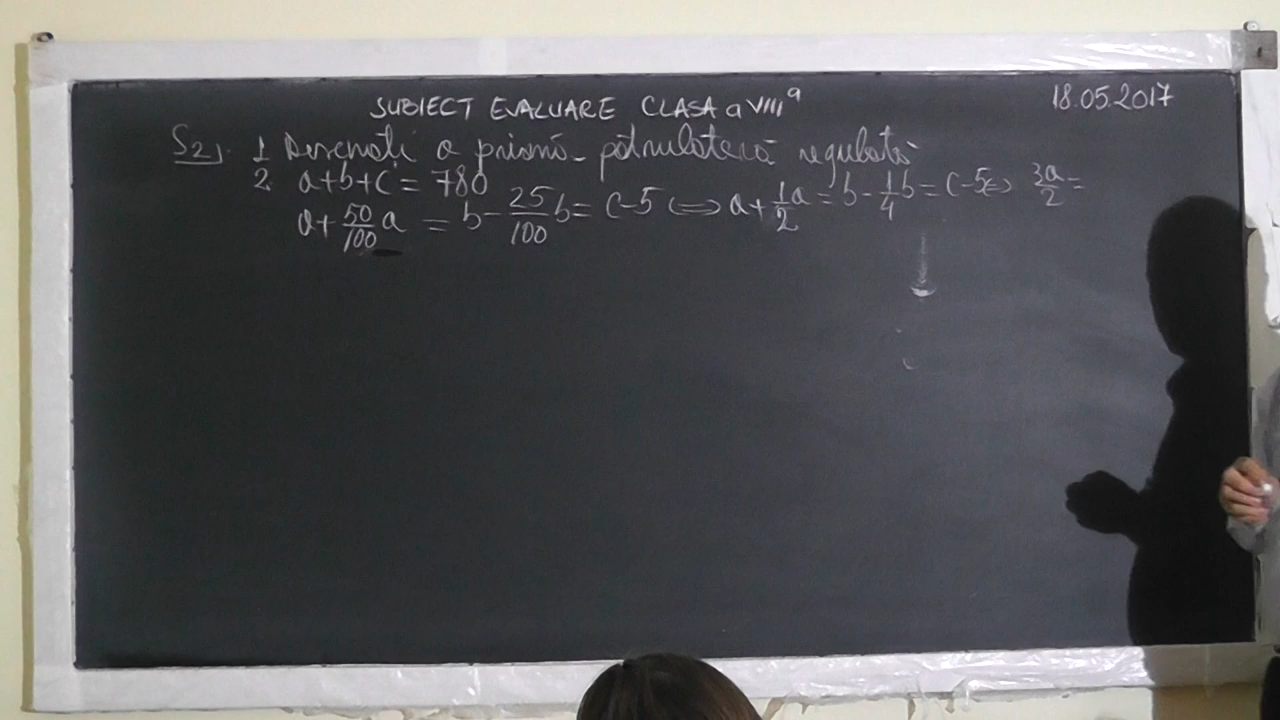 SUBIECT EVALUARE CLASA a VIII a
18.05.2017
S2). 1 Desenați o prismă patrulateră regulată
2. a+b+c = 780
a + 50/100 a = b - 25/100 b = c-5 <=> a + 1/2 a = b - 1/4 b = c-5 <=> 3a/2 =